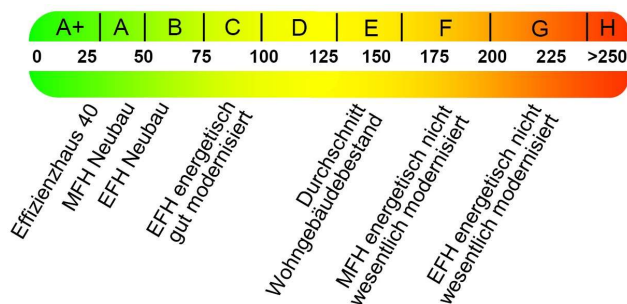 A+ A B C D E F G H
0 25 50 75 100 125 150 175 200 225 >250
Effizienzhaus 40
MFH Neubau
EFH Neubau
EFH energetisch
gut modernisiert
Durchschnitt
Wohngebäudebestand
MFH energetisch nicht
wesentlich modernisiert
EFH energetisch nicht
wesentlich modernisiert